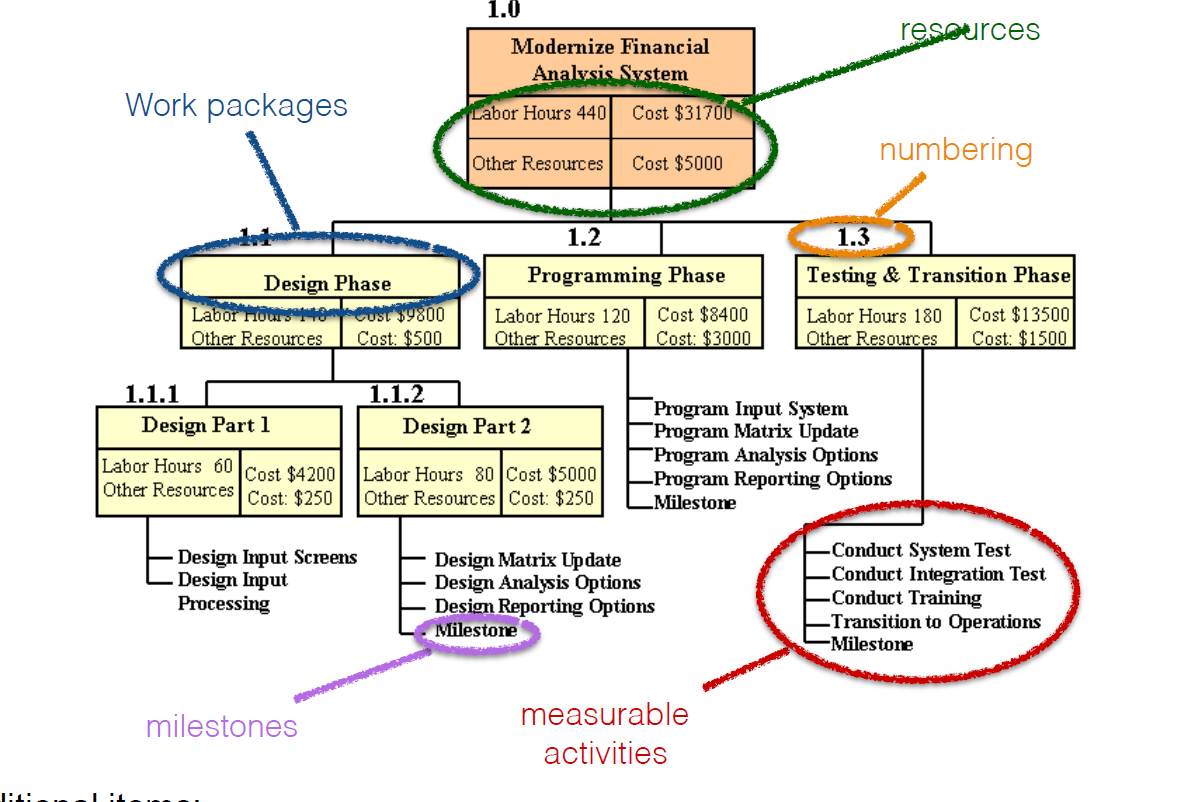 1.0
resources
Modernize Financial
Analysis System
Work packages
Labor Hours 440 Cost $31700
numbering
Other Resources Cost $5000
1.1 1.2 1.3
Design Phase
Labor Hours 140 Cost $9800
Other Resources Cost: $500
Programming Phase
Labor Hours 120 Cost $8400
Other Resources Cost: $3000
Testing & Transition Phase
Labor Hours 180 Cost $13500
Other Resources Cost: $1500
1.1.1
Design Part 1
Labor Hours 60 Cost $4200
Other Resources Cost: $250
Design Input Screens
Design Input
Processing
1.1.2
Design Part 2
Labor Hours 80 Cost $5000
Other Resources Cost: $250
Design Matrix Update
Design Analysis Options
Design Reporting Options
Milestone
Program Input System
Program Matrix Update
Program Analysis Options
Program Reporting Options
Milestone
Conduct System Test
Conduct Integration Test
Conduct Training
Transition to Operations
Milestone
milestones
measurable
activities
items: